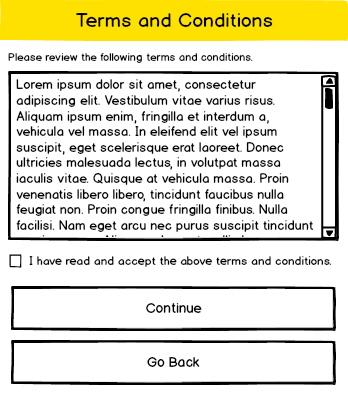 Terms and Conditions
Please review the following terms and conditions.
Lorem ipsum dolor sit amet, consectetur
adipiscing elit. Vestibulum vitae varius risus.
Aliquam ipsum enim, fringilla et interdum a,
vehicula vel massa. In eleifend elit vel ipsum
suscipit, eget scelerisque erat laoreet. Donec
ultricies malesuada lectus, in volutpat massa
iaculis vitae. Quisque at vehicula massa. Proin
venenatis libero libero, tincidunt faucibus nulla
feugiat non. Proin congue fringilla finibus. Nulla
facilisi. Nam eget arcu nec purus suscipit tincidunt
I have read and accept the above terms and conditions.
Continue
Go Back